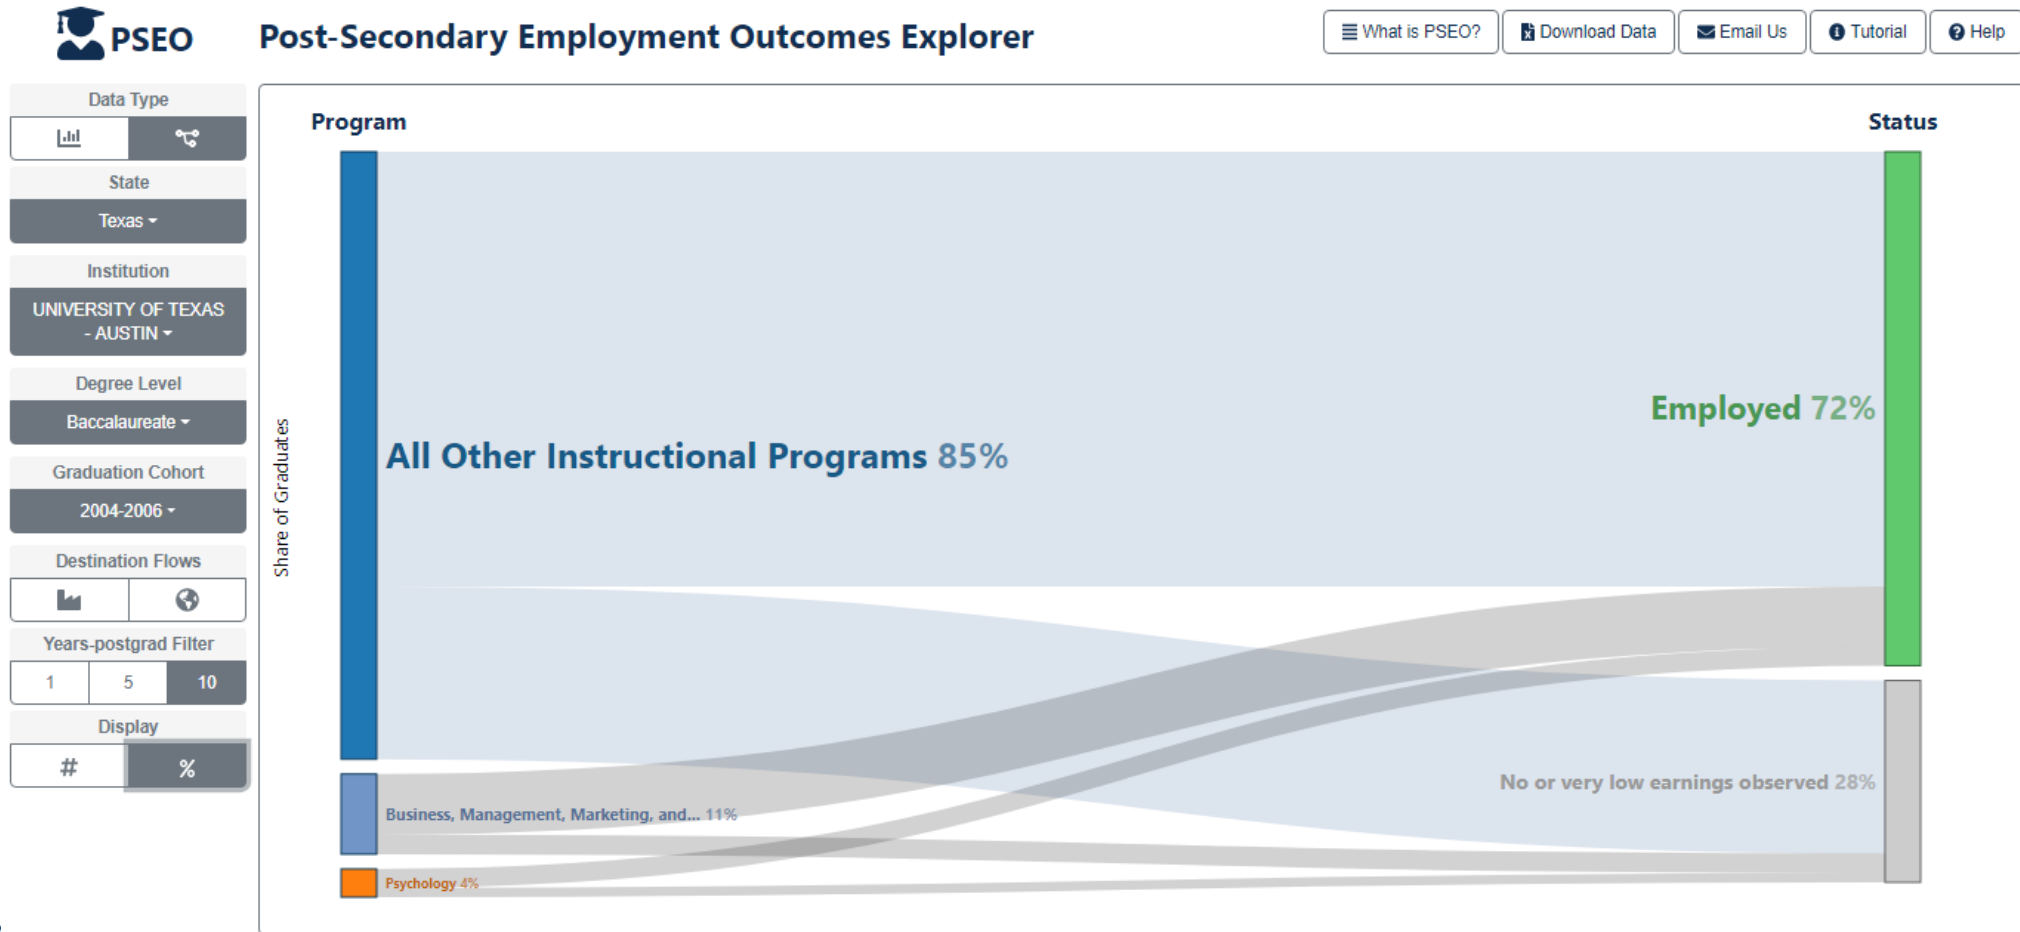 PSEO
Post-Secondary Employment Outcomes Explorer
What is PSEO?
Download Data
Email Us
Tutorial
Help
Data Type
State
Texas
Institution
UNIVERSITY OF TEXAS
- AUSTIN
Degree Level
Baccalaureate
Graduation Cohort
2004-2006
Destination Flows
Years-postgrad Filter
1 5 10
Display
# %
Program
Status
Share of Graduates
All Other Instructional Programs 85%
Business, Management, Marketing, and... 11%
Psychology 4%
Employed 72%
No or very low earnings observed 28%